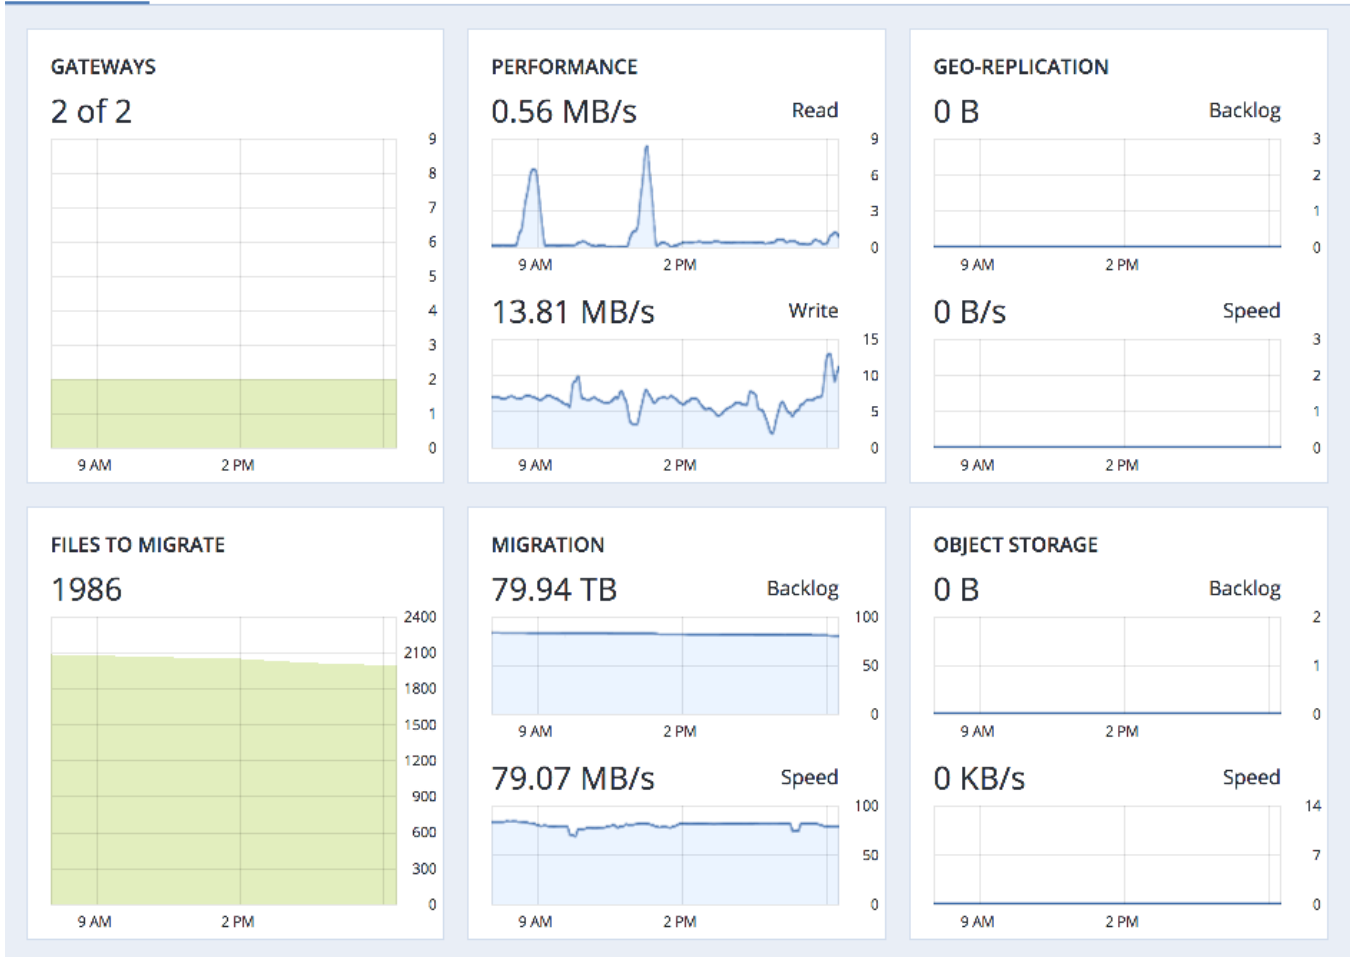 GATEWAYS
2 of 2
9
8
7
6
5
4
3
2
1
0
9 AM 2 PM
PERFORMANCE
0.56 MB/s Read
9
6
3
0
9 AM 2 PM
13.81 MB/s Write
15
10
5
0
9 AM 2 PM
GEO-REPLICATION
0 B Backlog
3
2
1
0
9 AM 2 PM
0 B/s Speed
3
2
1
0
9 AM 2 PM
FILES TO MIGRATE
1986
2400
2100
1800
1500
1200
900
600
300
0
9 AM 2 PM
MIGRATION
79.94 TB Backlog
100
50
0
9 AM 2 PM
79.07 MB/s Speed
100
50
0
9 AM 2 PM
OBJECT STORAGE
0 B Backlog
2
1
0
9 AM 2 PM
0 KB/s Speed
14
7
0
9 AM 2 PM